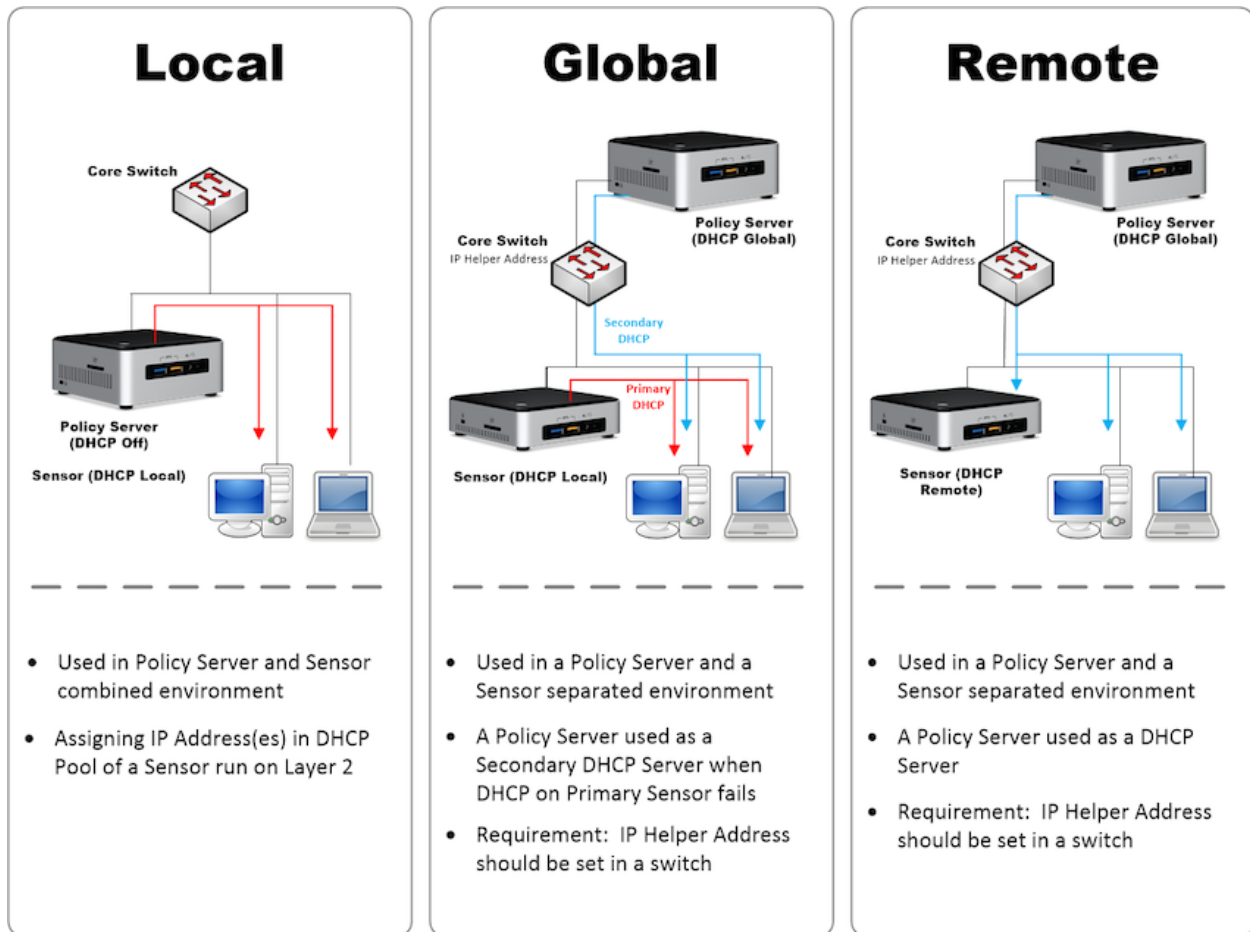 Local
Core Switch
Policy Server
(DHCP Off)
Sensor (DHCP Local)
• Used in Policy Server and Sensor
combined environment
• Assigning IP Address(es) in DHCP
Pool of a Sensor run on Layer 2
Global
Policy Server
(DHCP Global)
Core Switch
IP Helper Address
Secondary
DHCP
Primary
DHCP
Sensor (DHCP Local)
• Used in a Policy Server and a
Sensor separated environment
• A Policy Server used as a
Secondary DHCP Server when
DHCP on Primary Sensor fails
• Requirement: IP Helper Address
should be set in a switch
Remote
Policy Server
(DHCP Global)
Core Switch
IP Helper Address
Sensor (DHCP
Remote)
• Used in a Policy Server and a
Sensor separated environment
• A Policy Server used as a DHCP
Server
• Requirement: IP Helper Address
should be set in a switch